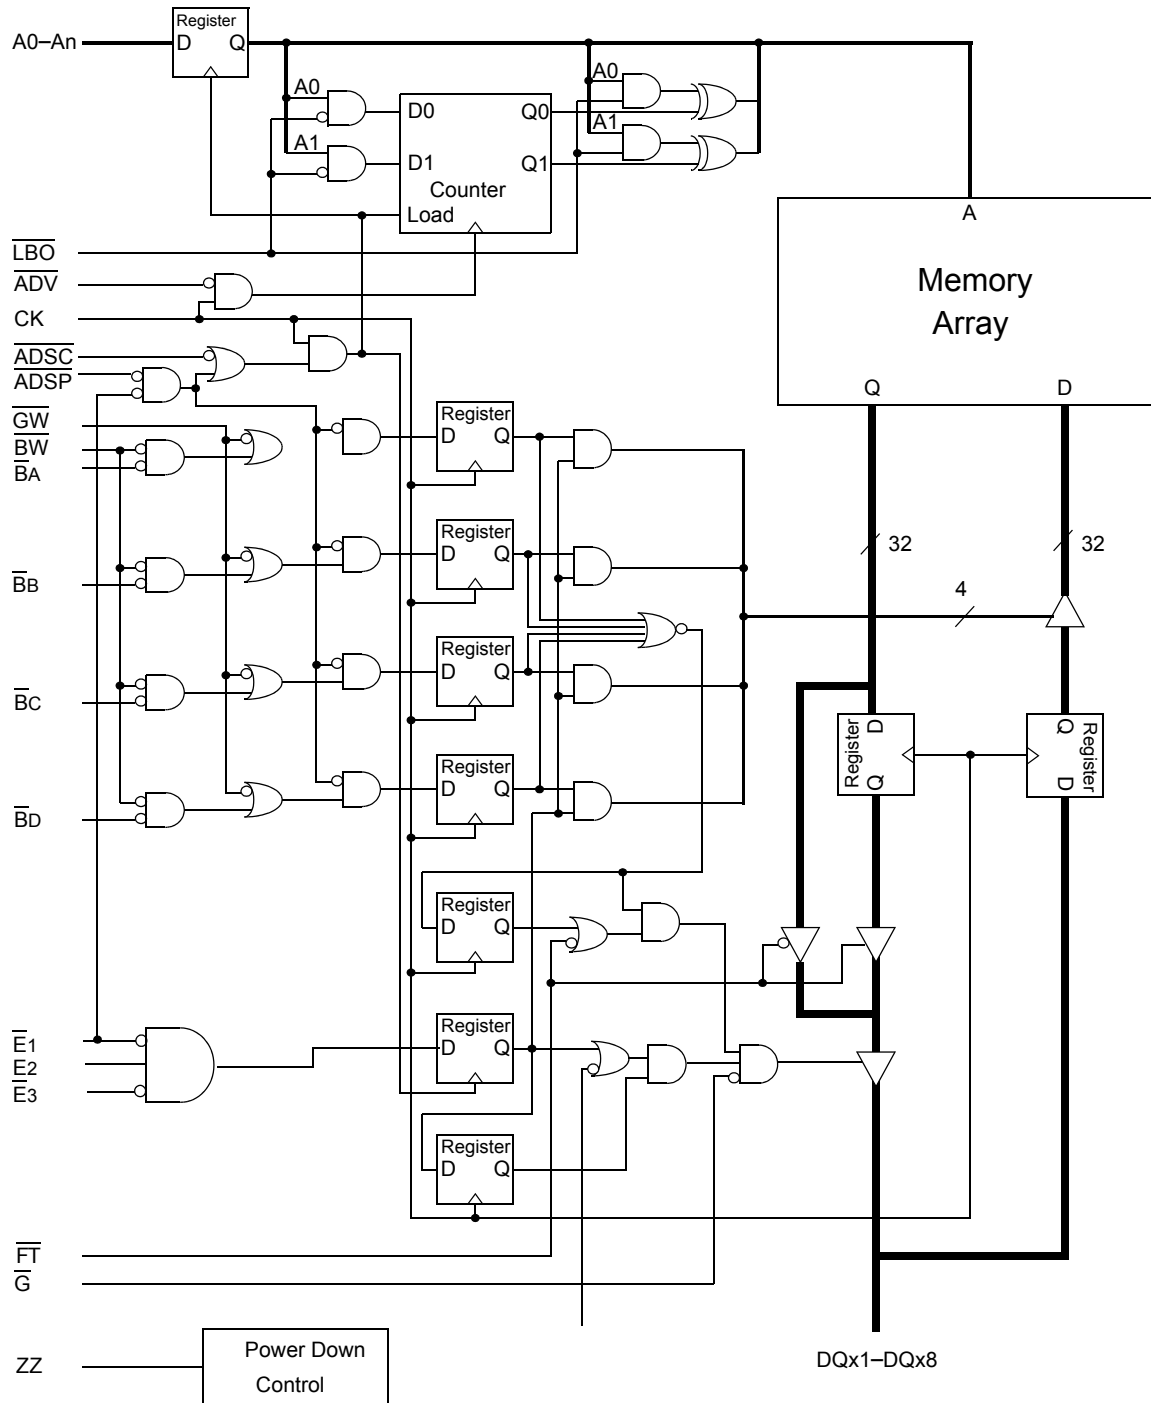 Register
A0–An
D Q
A0
A0
D0
Q0
A1
A1
D1
Q1
Counter
Load
A
LBO
ADV
Memory
Array
CK
ADSC
ADSP
Q
D
GW
Register
BW
D Q
BA
Register
D Q
32
32
BB
4
Register
D Q
BC
Register
D
Q
Register
Q
D
Register
D Q
BD
Register
D Q
Register
E1
D Q
E2
E3
Register
D Q
FT
G
Power Down
ZZ
Control
DQx1–DQx8